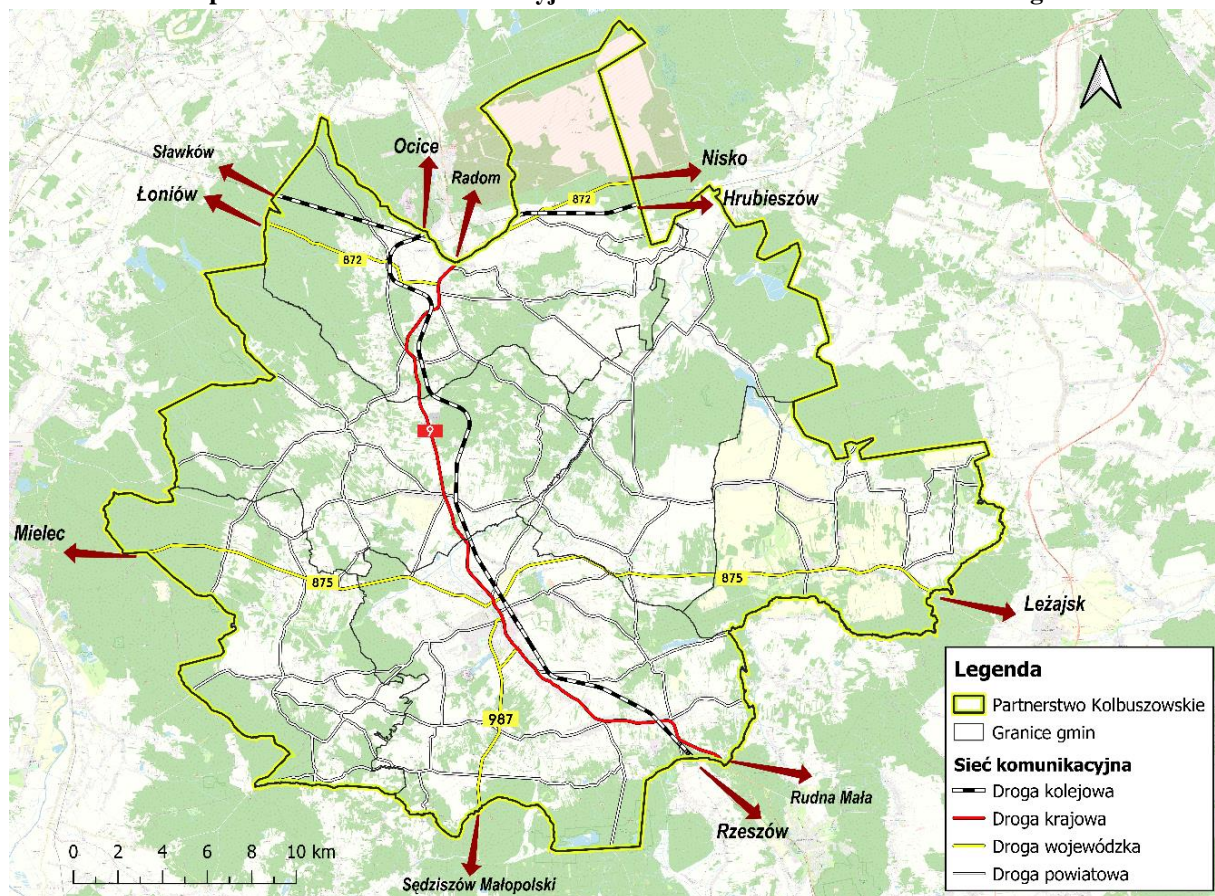 Sławków
Ocice
Radom
Nisko
Łoniów
872
Hrubieszów
872
9
Mielec
875
875
Leżajsk
987
Rudna Mała
Rzeszów
Sędziszów Małopolski
0 2 4 6 8 10 km
Legenda
Partnerstwo Kolbuszowskie
Granice gmin
Sieć komunikacyjna
Droga kolejowa
Droga krajowa
Droga wojewódzka
Droga powiatowa